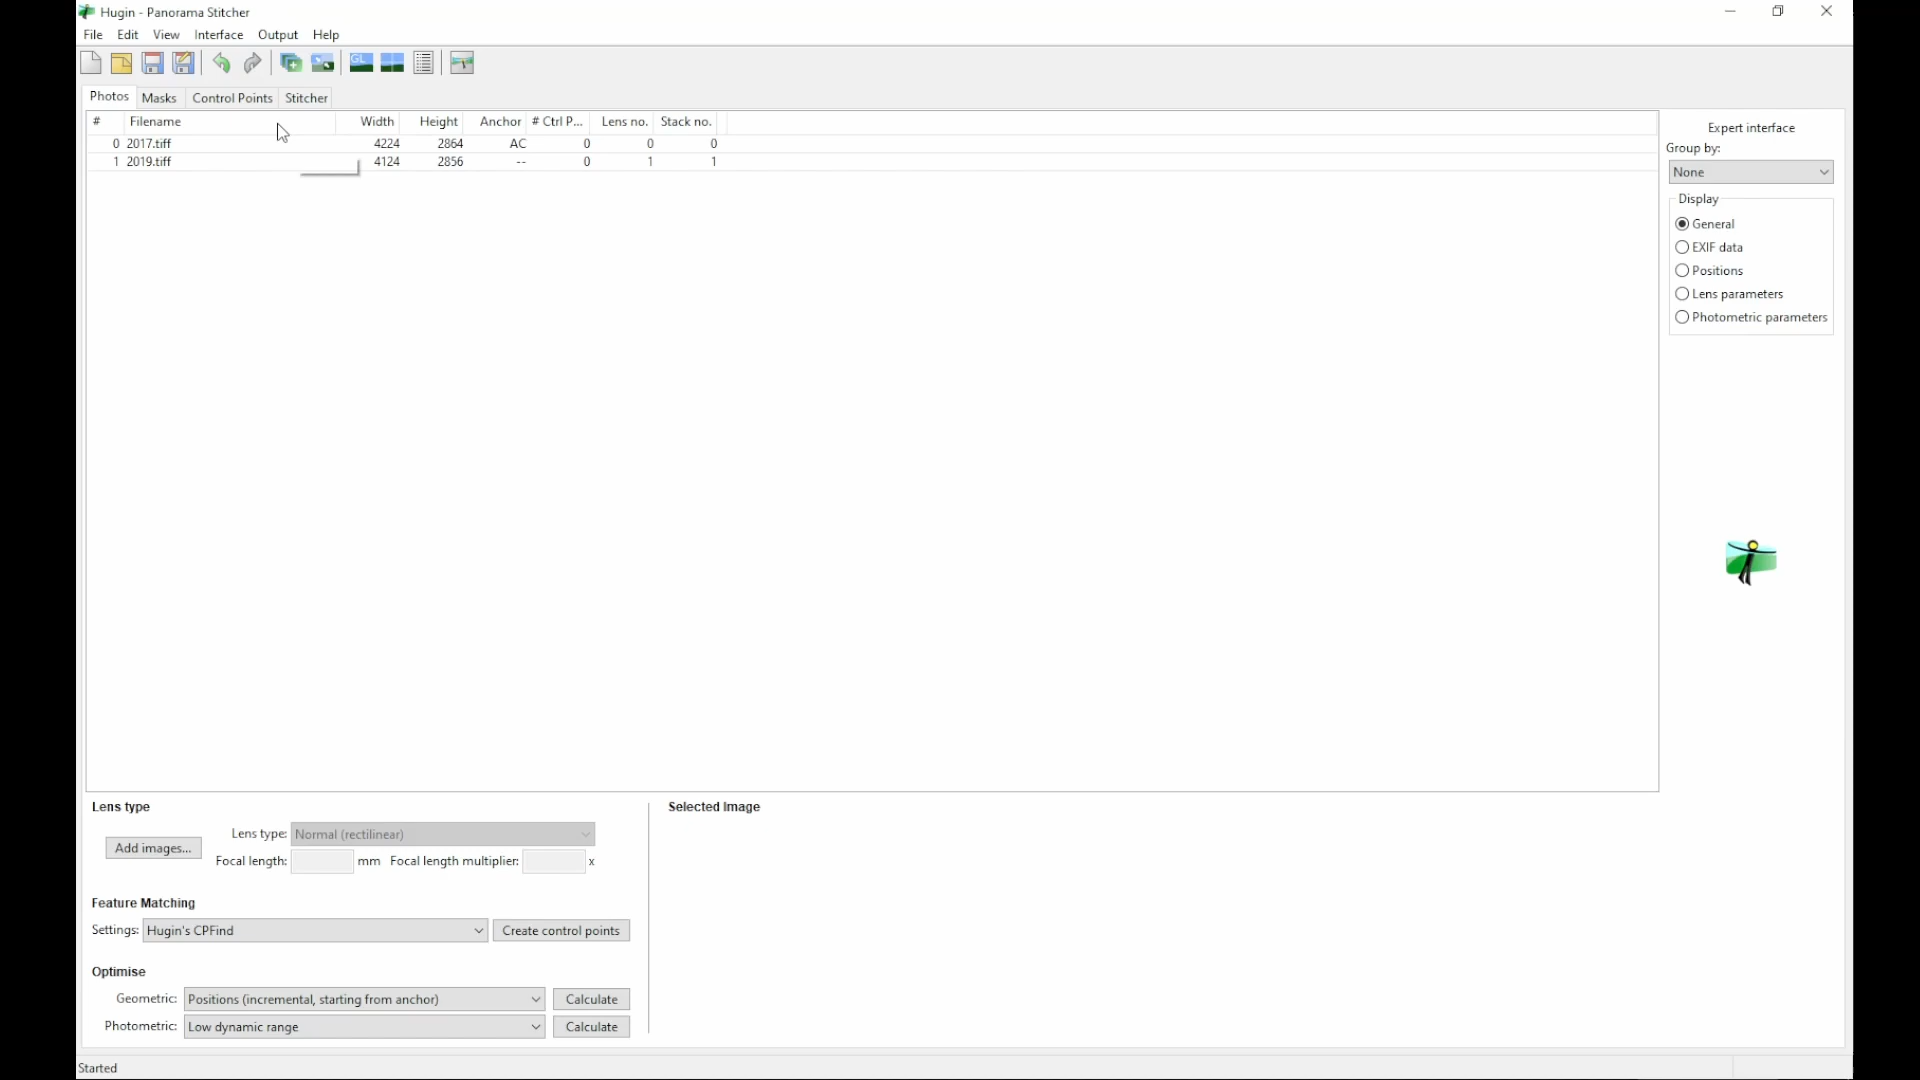 Hugin - Panorama Stitcher
File Edit View Interface Output Help
GL
Photos Masks Control Points Stitcher
# Filename Width Height Anchor # Ctrl P... Lens no. Stack no.
0 2017.tiff 4224 2864 AC 0 0 0
1 2019.tiff 4124 2856 -- 0 1 1
Expert interface
Group by:
None
Display
General
EXIF data
Positions
Lens parameters
Photometric parameters
Lens type
Lens type: Normal (rectilinear)
Add images...
Focal length: mm Focal length multiplier: x
Feature Matching
Settings: Hugin's CPFind Create control points
Optimise
Geometric: Positions (incremental, starting from anchor) Calculate
Photometric: Low dynamic range Calculate
Selected Image
Started